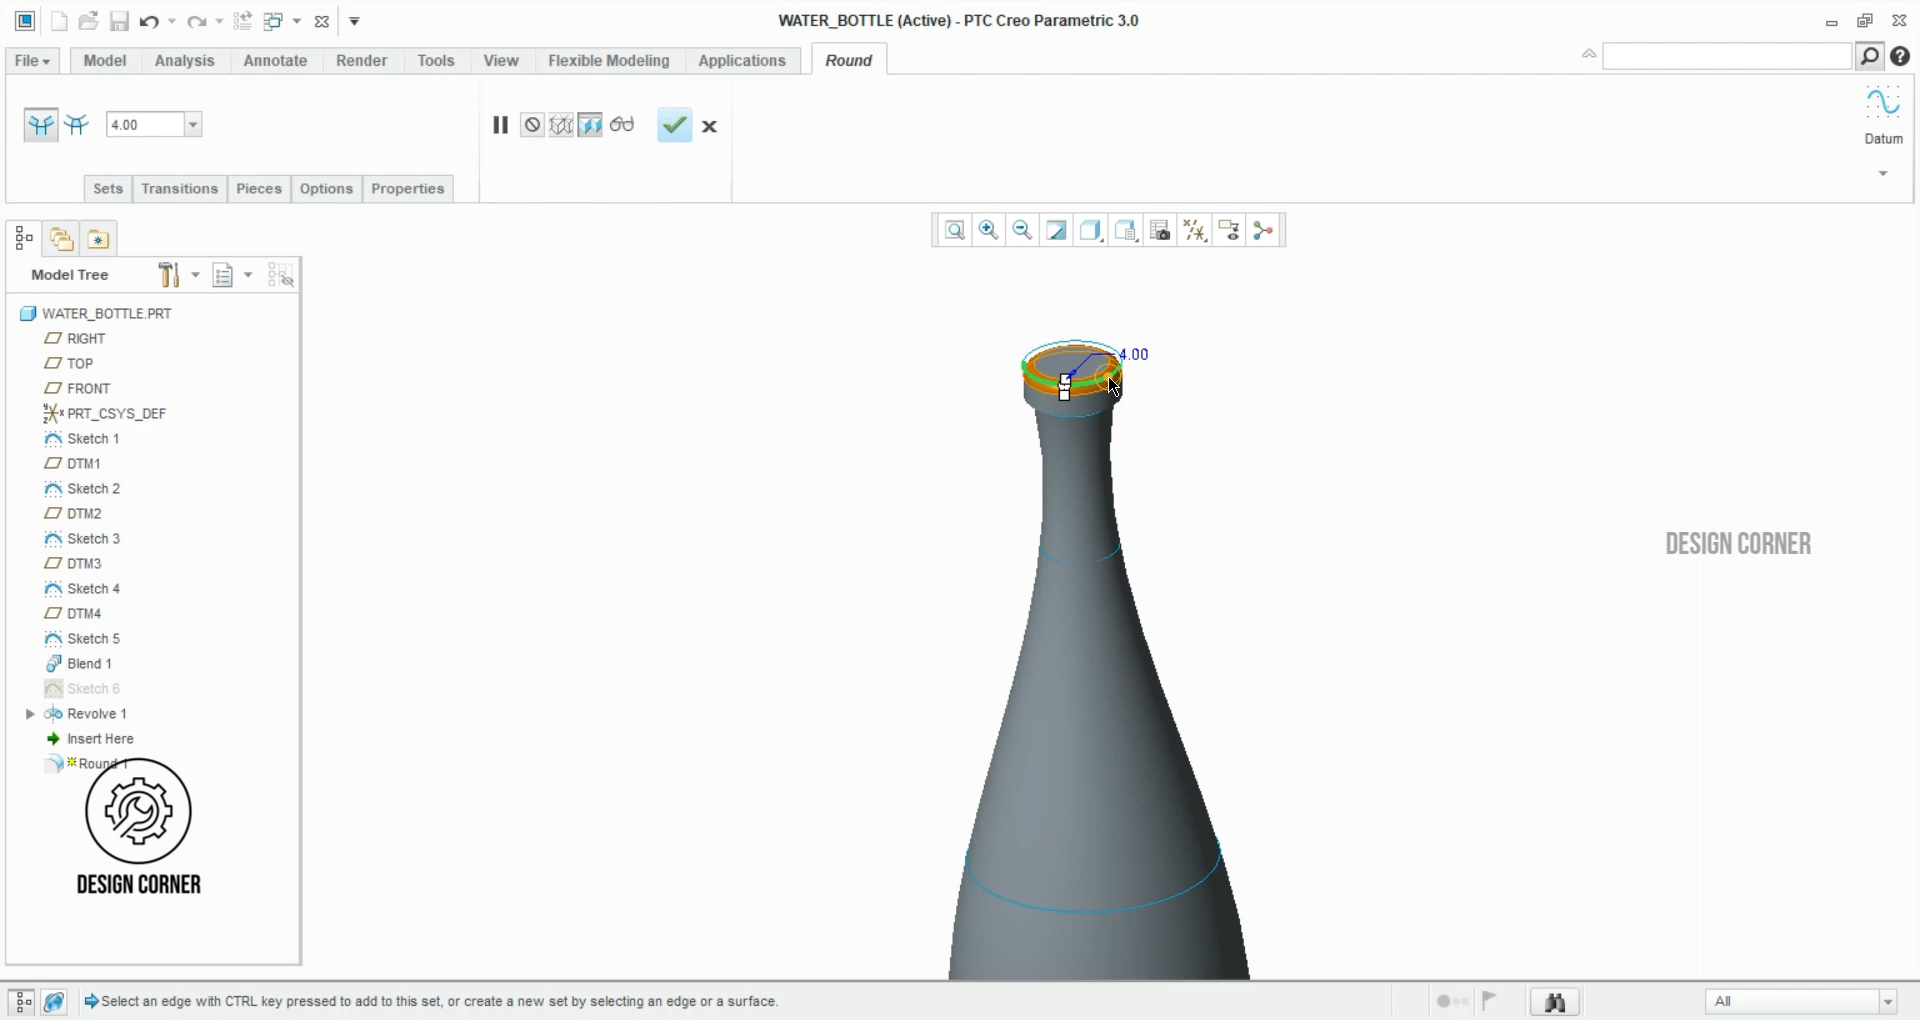 WATER_BOTTLE (Active) - PTC Creo Parametric 3.0
File Model Analysis Annotate Render Tools View Flexible Modeling Applications Round
4.00
Datum
Sets Transitions Pieces Options Properties
Model Tree
WATER_BOTTLE.PRT
RIGHT
TOP
FRONT
PRT_CSYS_DEF
Sketch 1
DTM1
Sketch 2
DTM2
Sketch 3
DTM3
Sketch 4
DTM4
Sketch 5
Blend 1
Sketch 6
Revolve 1
Insert Here
Round 1
DESIGN CORNER
4.00
DESIGN CORNER
Select an edge with CTRL key pressed to add to this set, or create a new set by selecting an edge or a surface.
All